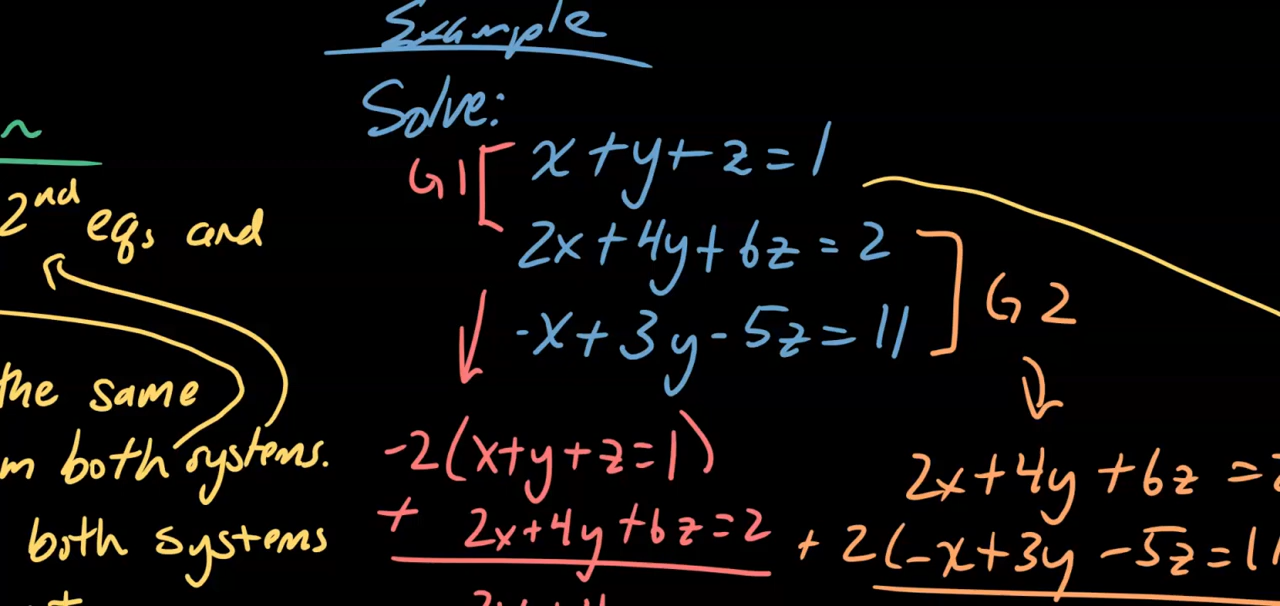 Example
Solve:
G1
x+y+z=1
2x+4y+6z=2
-x+3y-5z=11
G2
2nd eqs and
the same
both systems.
both systems
-2(x+y+z=1)
+ 2x+4y+6z=2
2x+4y+6z=
+ 2(-x+3y-5z=11